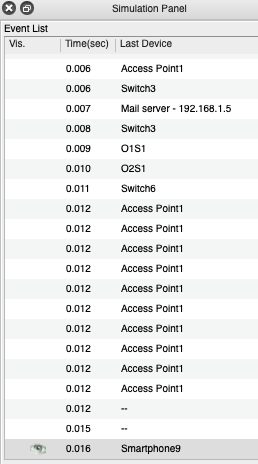 Simulation Panel
Event List
Vis. Time(sec) Last Device
0.006 Access Point1
0.006 Switch3
0.007 Mail server - 192.168.1.5
0.008 Switch3
0.009 O1S1
0.010 O2S1
0.011 Switch6
0.012 Access Point1
0.012 Access Point1
0.012 Access Point1
0.012 Access Point1
0.012 Access Point1
0.012 Access Point1
0.012 Access Point1
0.012 Access Point1
0.012 Access Point1
0.012 Access Point1
0.012 --
0.015 --
0.016 Smartphone9